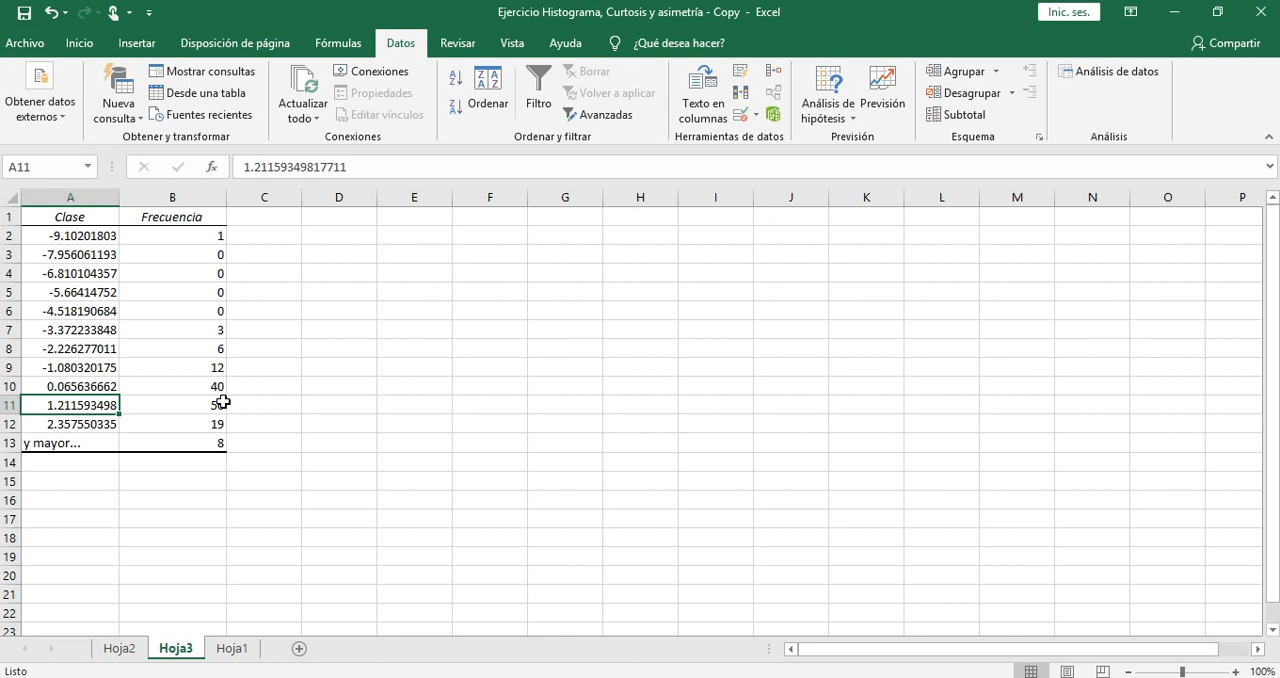 Ejercicio Histograma, Curtosis y asimetría - Copy - Excel
Inic. ses.
Archivo Inicio Insertar Disposición de página Fórmulas Datos Revisar Vista Ayuda ¿Qué desea hacer? Compartir
Obtener datos externos
Nueva consulta
Mostrar consultas
Desde una tabla
Fuentes recientes
Obtener y transformar
Actualizar todo
Conexiones
Propiedades
Editar vínculos
Conexiones
Ordenar
Filtro
Borrar
Volver a aplicar
Avanzadas
Ordenar y filtrar
Texto en columnas
Herramientas de datos
Análisis de hipótesis
Previsión
Previsión
Agrupar
Desagrupar
Subtotal
Esquema
Análisis de datos
Análisis
A11 fx 1.21159349817711
A B C D E F G H I J K L M N O P
1 Clase Frecuencia
2 -9.10201803 1
3 -7.956061193 0
4 -6.810104357 0
5 -5.66414752 0
6 -4.518190684 0
7 -3.372233848 3
8 -2.226277011 6
9 -1.080320175 12
10 0.065636662 40
11 1.211593498
12 2.357550335 19
13 y mayor... 8
14
15
16
17
18
19
20
21
22
23
Hoja2 Hoja3 Hoja1
Listo 100%